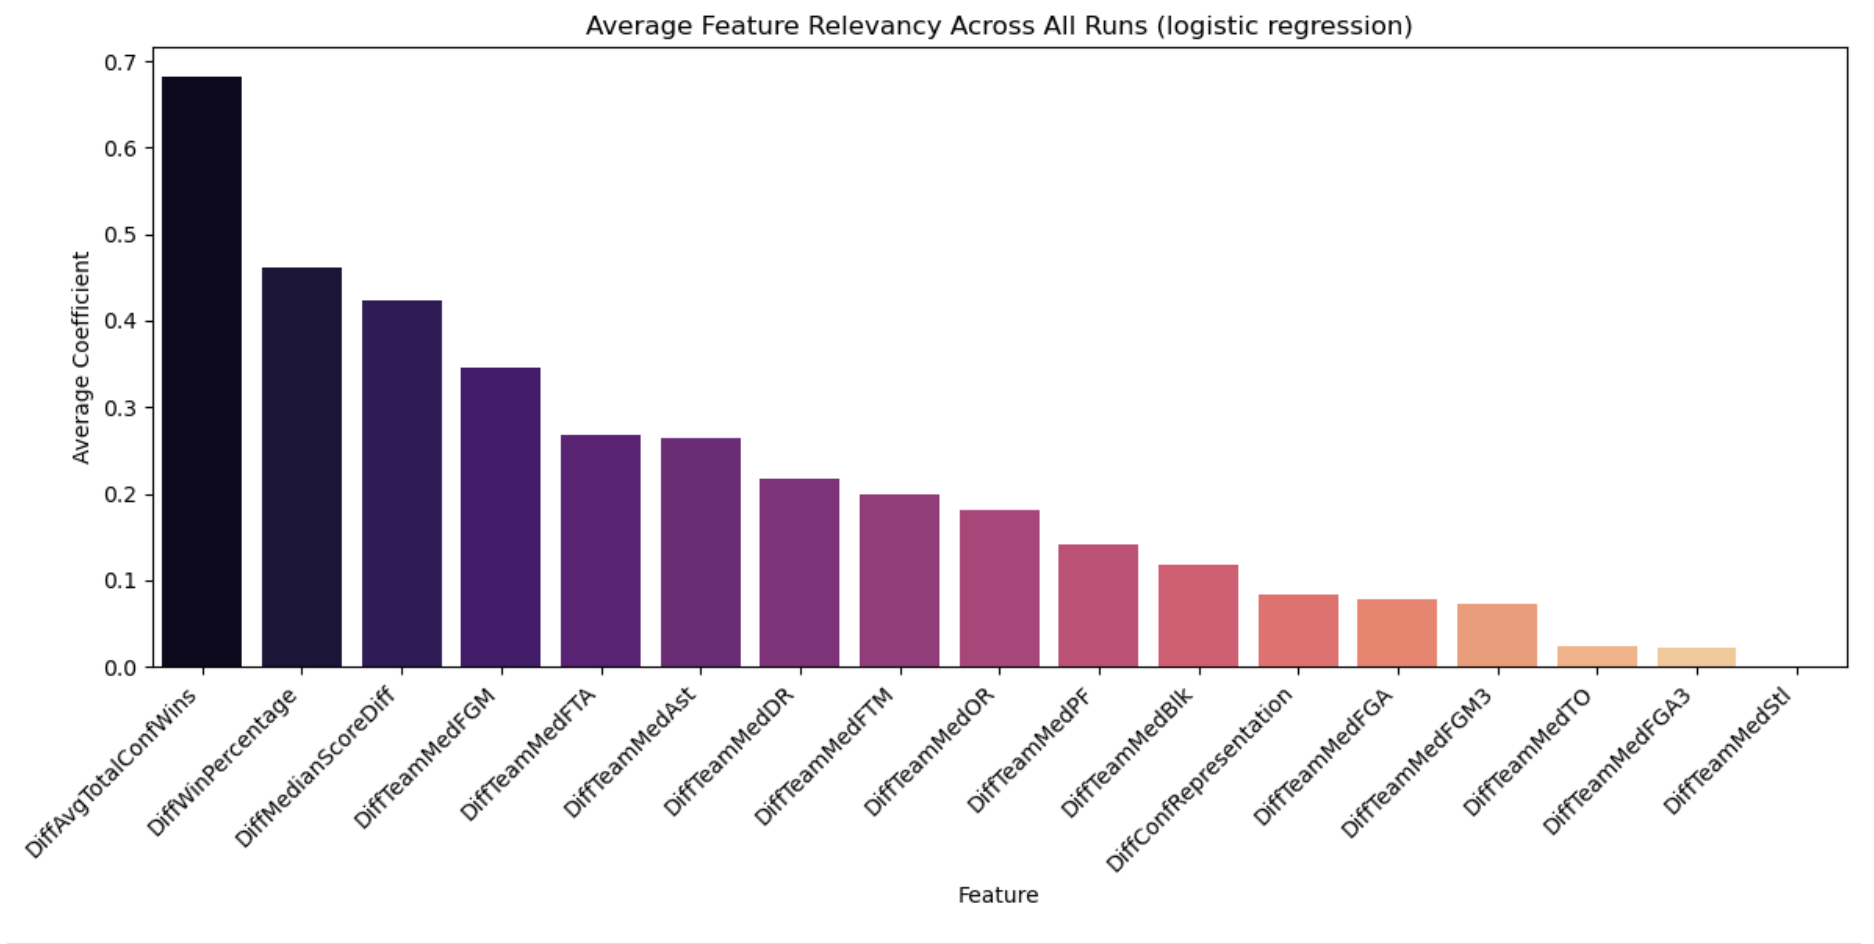 Average Feature Relevancy Across All Runs (logistic regression)
0.7
0.6
0.5
0.4
0.3
0.2
0.1
0.0
Average Coefficient
DiffAvgTotalConfWins
DiffWinPercentage
DiffMedianScoreDiff
DiffTeamMedFGM
DiffTeamMedFTA
DiffTeamMedAst
DiffTeamMedDR
DiffTeamMedFTM
DiffTeamMedOR
DiffTeamMedPF
DiffTeamMedBlk
DiffConfRepresentation
DiffTeamMedFGA
DiffTeamMedFGM3
DiffTeamMedTO
DiffTeamMedFGA3
DiffTeamMedStl
Feature